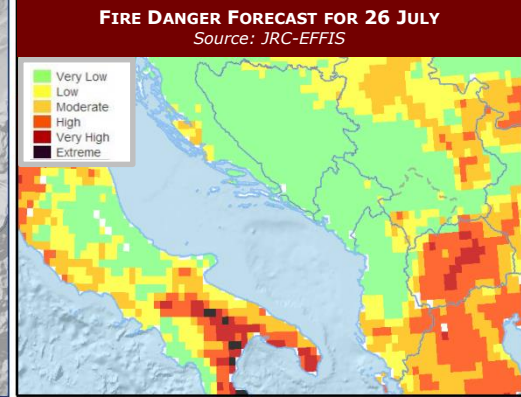 FIRE DANGER FORECAST FOR 26 JULY
Source: JRC-EFFIS
Very Low
Low
Moderate
High
Very High
Extreme